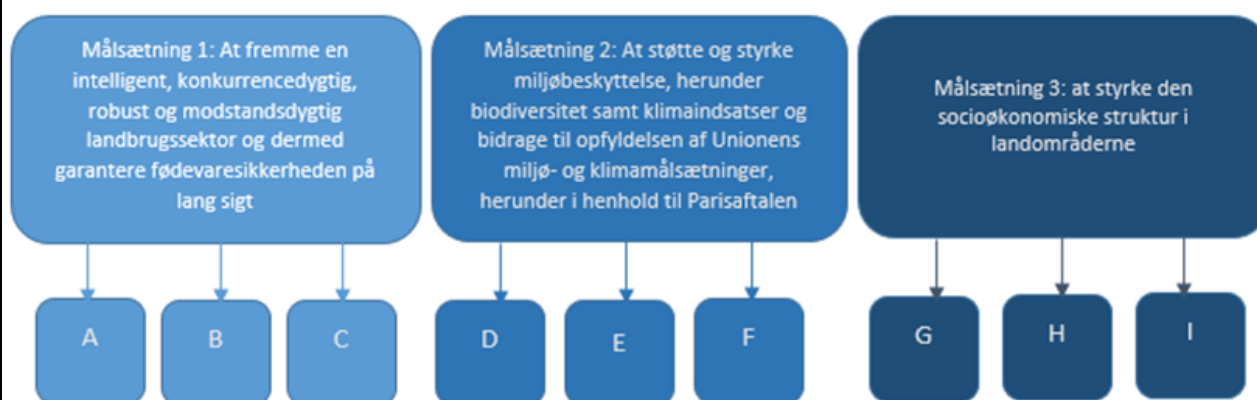 Målsætning 1: At fremme en
intelligent, konkurrencedygtig,
robust og modstandsdygtig
landbrugssektor og dermed
garantere fødevaresikkerheden på
lang sigt
Målsætning 2: At støtte og styrke
miljøbeskyttelse, herunder
biodiversitet samt klimaindsatser og
bidrage til opfyldelsen af Unionens
miljø- og klimamålsætninger,
herunder i henhold til Parisaftalen
Målsætning 3: at styrke den
socioøkonomiske struktur i
landområderne
A
B
C
D
E
F
G
H
I